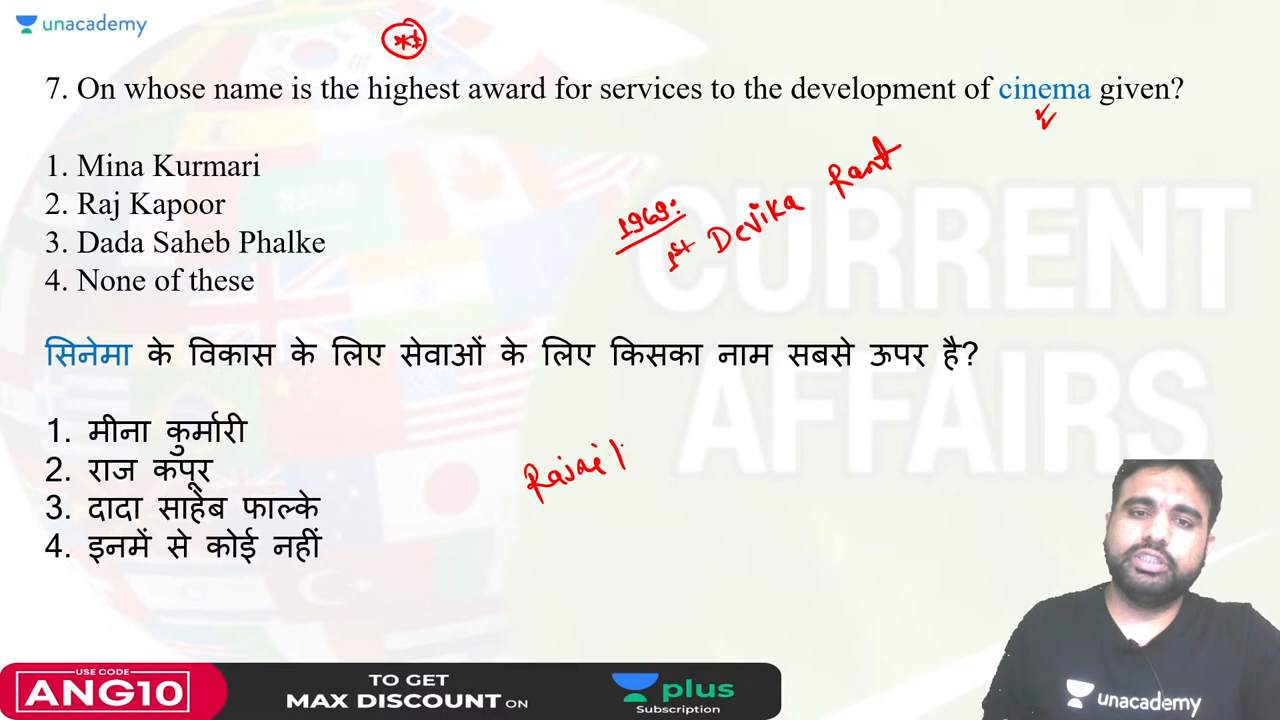 unacademy
**
7. On whose name is the highest award for services to the development of cinema given?
1. Mina Kurmari
2. Raj Kapoor
3. Dada Saheb Phalke
4. None of these
1969:
1st Devika Rani
CURRENT
AFFAIRS
सिनेमा के विकास के लिए सेवाओं के लिए किसका नाम सबसे ऊपर है?
1. मीना कुर्मारी
2. राज कपूर
3. दादा साहेब फाल्के
4. इनमें से कोई नहीं
USE CODE
ANG10
TO GET
MAX DISCOUNT ON
plus
Subscription
unacademy